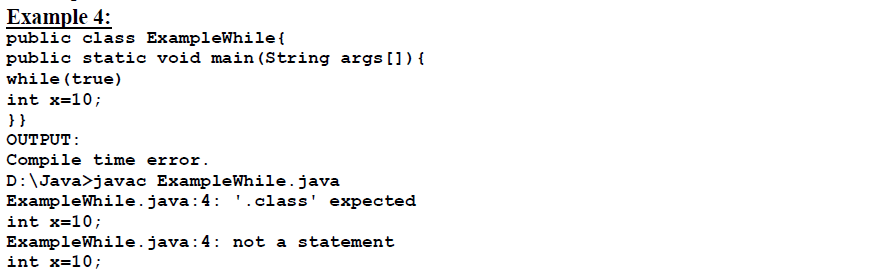 Example 4:
public class ExampleWhile{
public static void main(String args[]){
while(true)
int x=10;
}}
OUTPUT:
Compile time error.
D:\Java>javac ExampleWhile.java
ExampleWhile.java:4: '.class' expected
int x=10;
ExampleWhile.java:4: not a statement
int x=10;